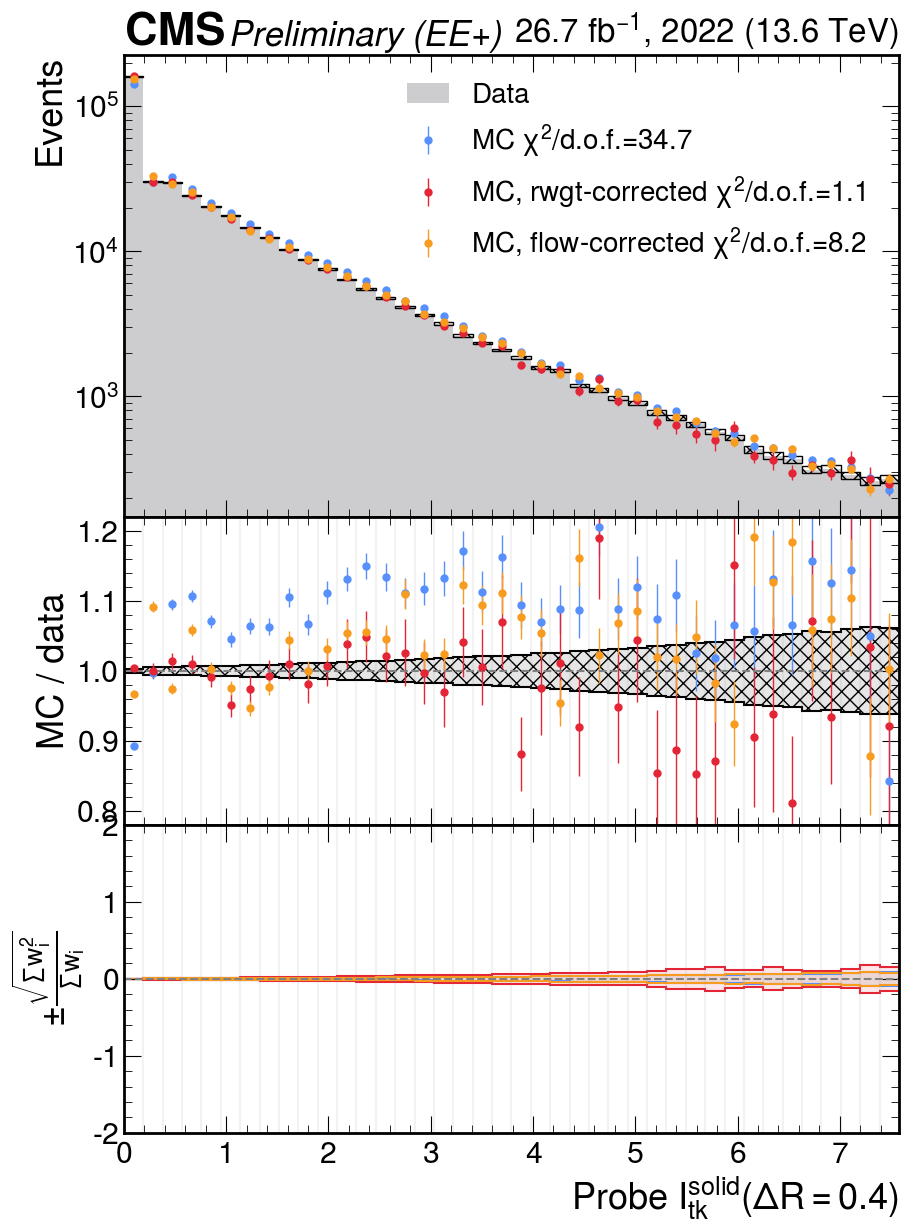 CMS Preliminary (EE+) 26.7 fb⁻¹, 2022 (13.6 TeV)
Events
10⁵
10⁴
10³
Data
MC χ²/d.o.f.=34.7
MC, rwgt-corrected χ²/d.o.f.=1.1
MC, flow-corrected χ²/d.o.f.=8.2
MC / data
1.2
1.1
1.0
0.9
0.8
±√Σw_i²/Σw_i
2
1
0
-1
-2
0 1 2 3 4 5 6 7
Probe I_tk^solid(ΔR = 0.4)